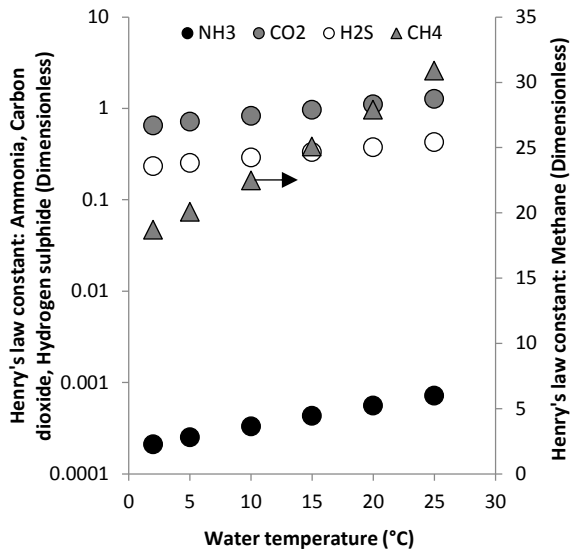 NH3 CO2 H2S CH4
Henry's law constant: Ammonia, Carbon
dioxide, Hydrogen sulphide (Dimensionless)
10
1
0.1
0.01
0.001
0.0001
35
30
25
20
15
10
5
0
Henry's law constant: Methane (Dimensionless)
0 5 10 15 20 25 30
Water temperature (°C)